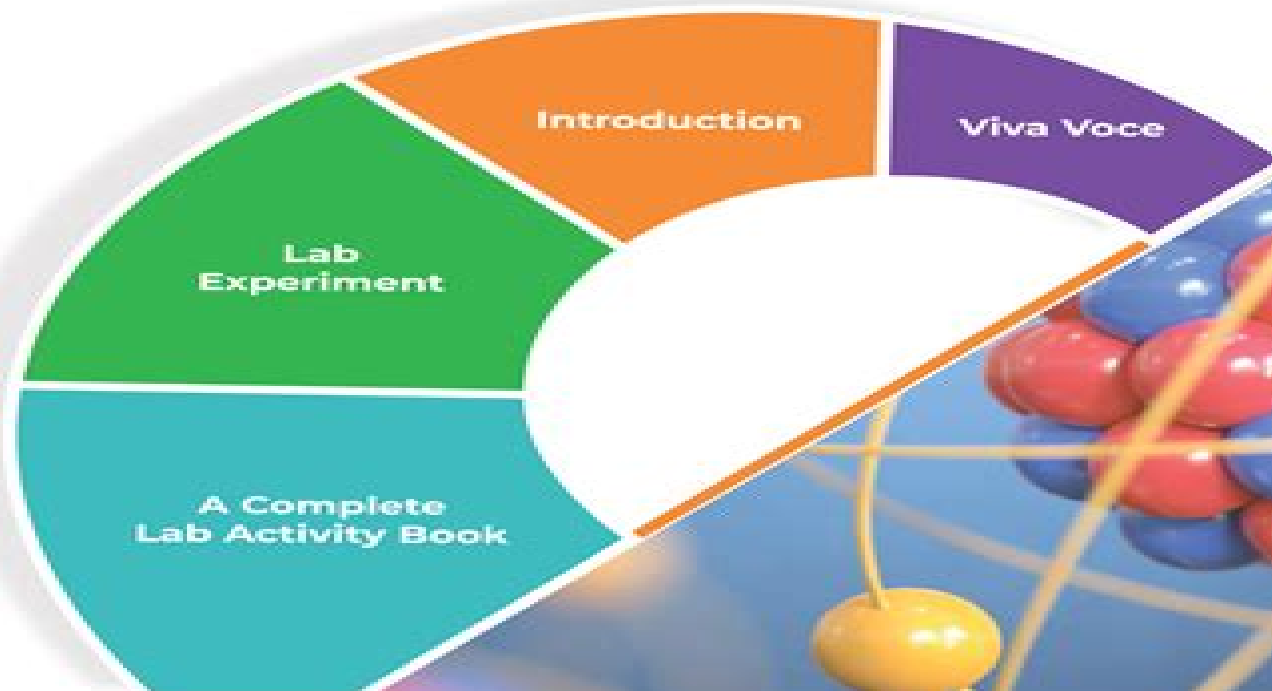 Introduction
Viva Voce
Lab
Experiment
A Complete
Lab Activity Book